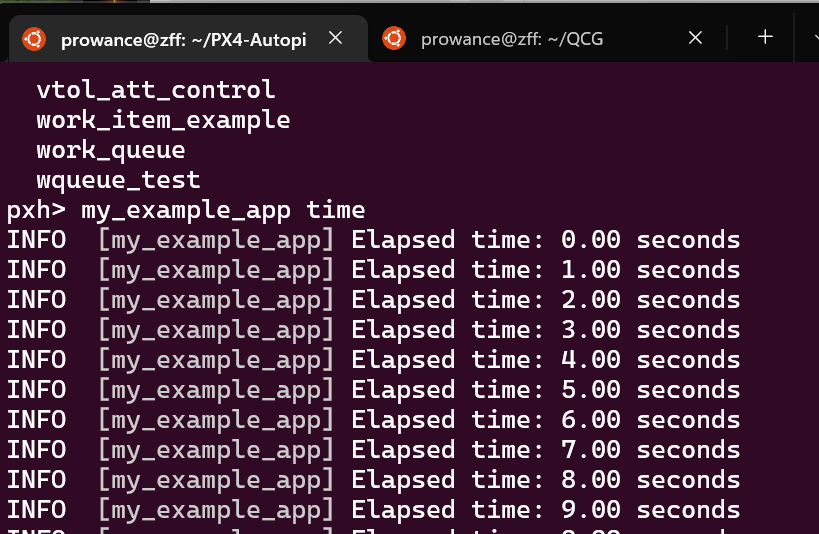 prowance@zff: ~/PX4-Autopi
prowance@zff: ~/QCG
vtol_att_control
work_item_example
work_queue
wqueue_test
pxh> my_example_app time
INFO  [my_example_app] Elapsed time: 0.00 seconds
INFO  [my_example_app] Elapsed time: 1.00 seconds
INFO  [my_example_app] Elapsed time: 2.00 seconds
INFO  [my_example_app] Elapsed time: 3.00 seconds
INFO  [my_example_app] Elapsed time: 4.00 seconds
INFO  [my_example_app] Elapsed time: 5.00 seconds
INFO  [my_example_app] Elapsed time: 6.00 seconds
INFO  [my_example_app] Elapsed time: 7.00 seconds
INFO  [my_example_app] Elapsed time: 8.00 seconds
INFO  [my_example_app] Elapsed time: 9.00 seconds